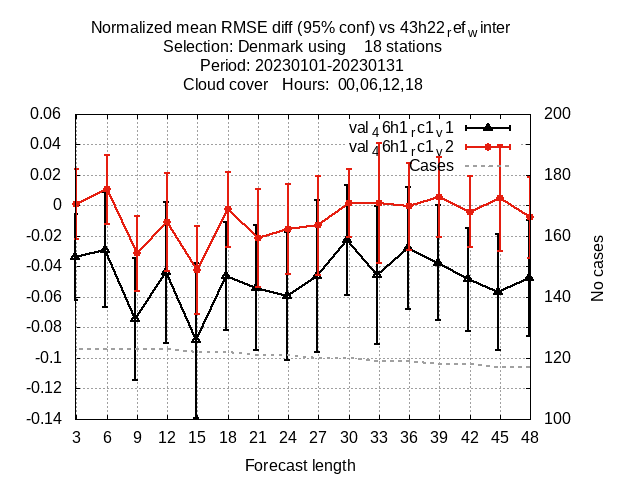 Normalized mean RMSE diff (95% conf) vs 43h22refwinter
Selection: Denmark using 18 stations
Period: 20230101-20230131
Cloud cover Hours: 00,06,12,18
0.06 200
val46h1rc1v1
0.04
val46h1rc1v2
Cases
0.02 180
0
-0.02 160
-0.04
-0.06 140
-0.08
-0.1 120
-0.12
-0.14 100
No cases
3 6 9 12 15 18 21 24 27 30 33 36 39 42 45 48
Forecast length